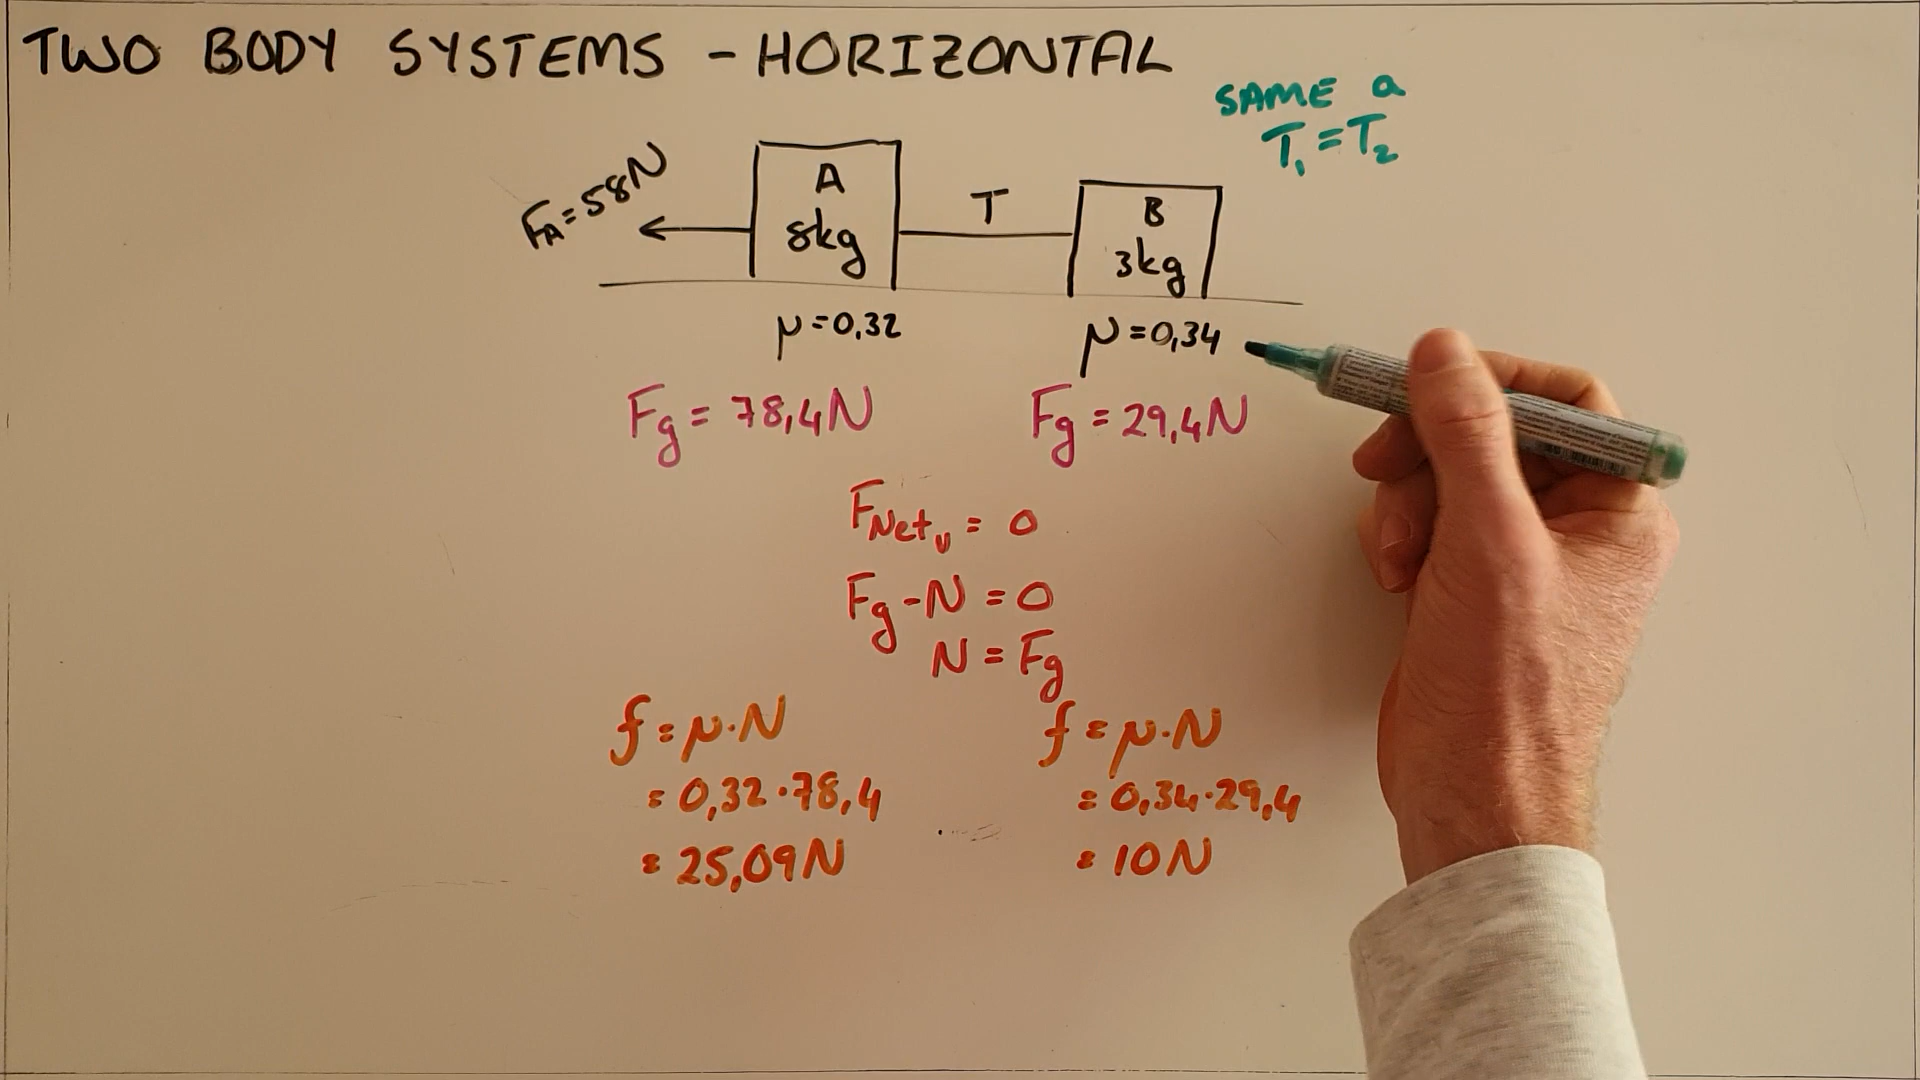 TWO BODY SYSTEMS - HORIZONTAL
SAME a
T₁ = T₂
FA = 58N
A
8kg
T
B
3kg
μ = 0,32
μ = 0,34
Fg = 78,4N
Fg = 29,4N
FNetv = 0
Fg - N = 0
N = Fg
f = μ·N
= 0,32·78,4
= 25,09N
f = μ·N
= 0,34·29,4
= 10N